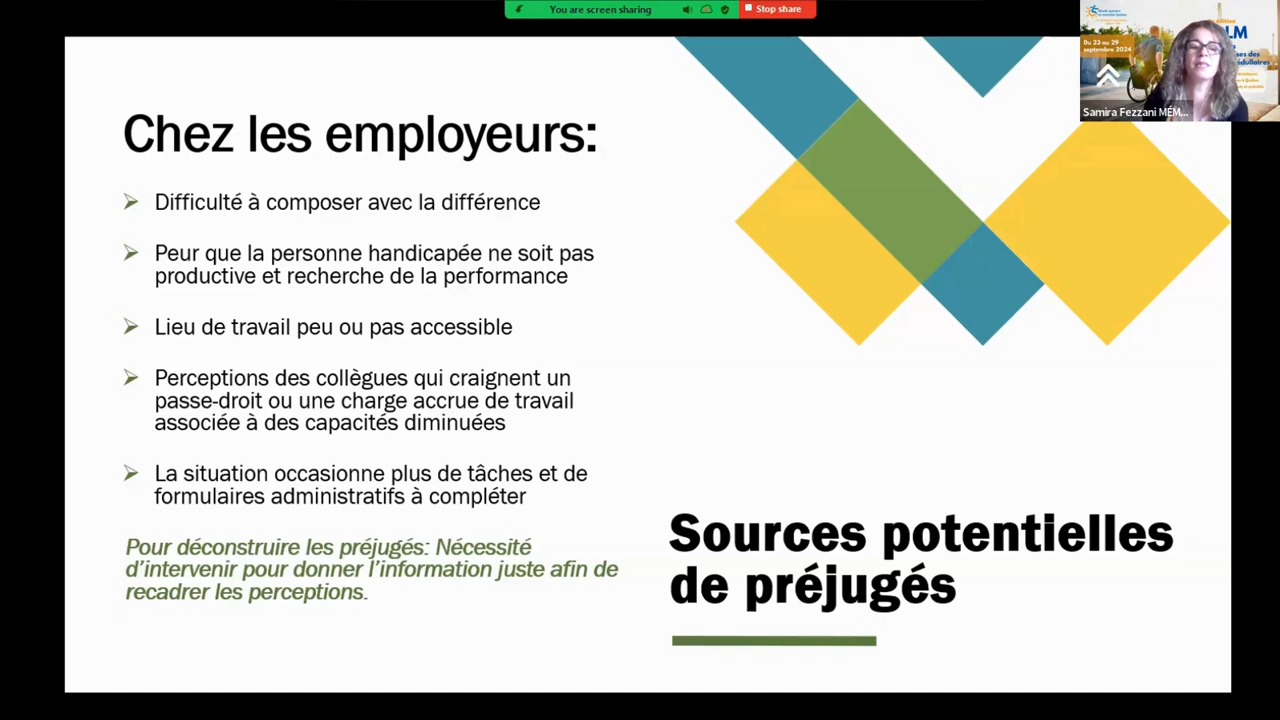 You are screen sharing
Stop share
Chez les employeurs:
Difficulté à composer avec la différence
Peur que la personne handicapée ne soit pas
productive et recherche de la performance
Lieu de travail peu ou pas accessible
Perceptions des collègues qui craignent un
passe-droit ou une charge accrue de travail
associée à des capacités diminuées
La situation occasionne plus de tâches et de
formulaires administratifs à compléter
Pour déconstruire les préjugés: Nécessité
d'intervenir pour donner l'information juste afin de
recadrer les perceptions.
Sources potentielles
de préjugés
Du 23 au 29
septembre 2024
Samira Fezzani MÉM...